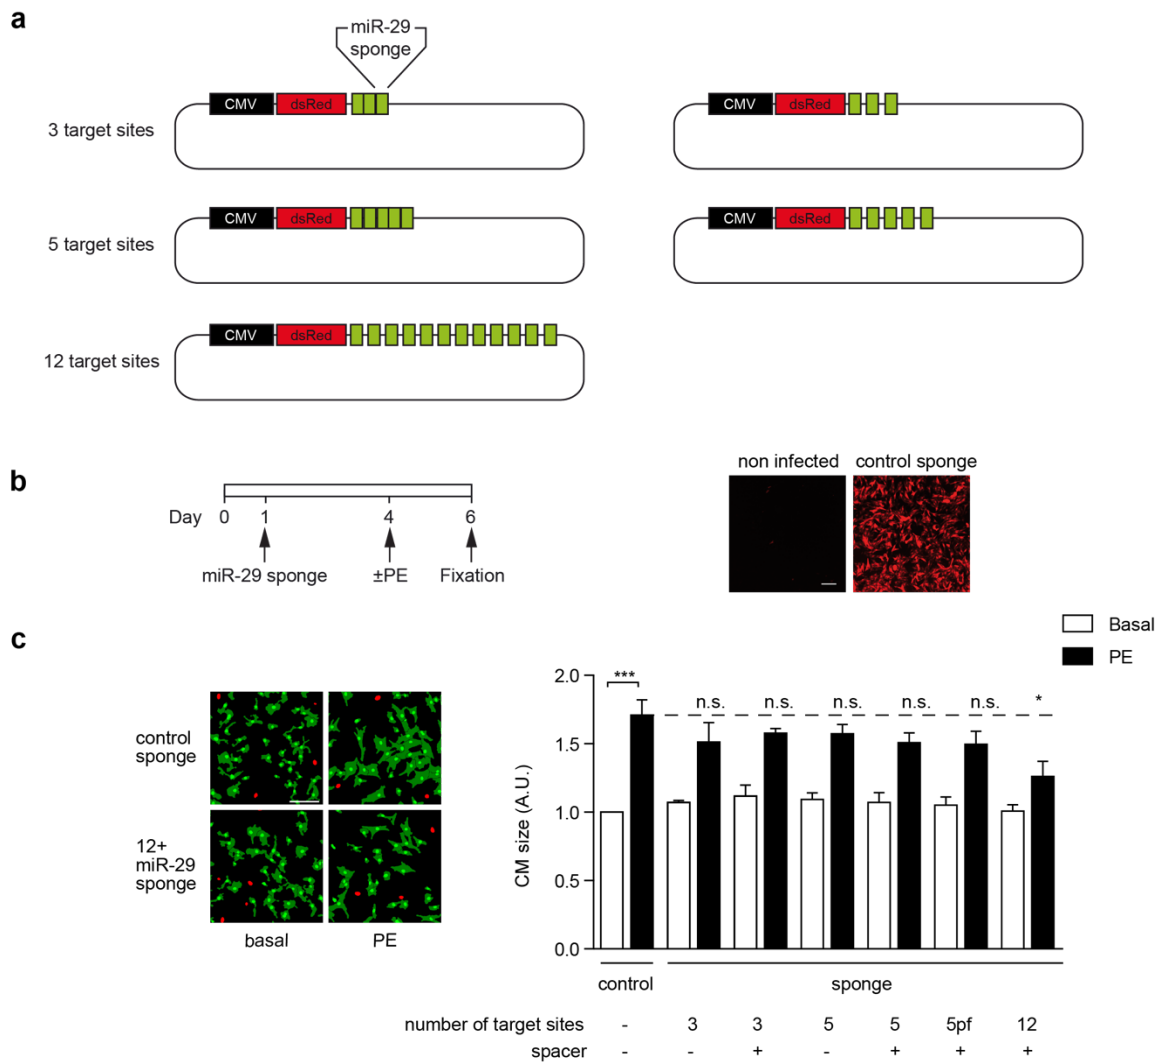 a
miR-29
sponge
CMV
dsRed
CMV
dsRed
3 target sites
CMV
dsRed
CMV
dsRed
5 target sites
CMV
dsRed
12 target sites
b
Day 0 1 4 6
miR-29 sponge ±PE Fixation
non infected control sponge
Basal
PE
c
control
sponge
12+
miR-29
sponge
basal PE
CM size (A.U.)
2.0
1.5
1.0
0.5
0.0
*** n.s. n.s. n.s. n.s. n.s. *
control sponge
number of target sites - 3 3 5 5 5pf 12
spacer - - + - + + +